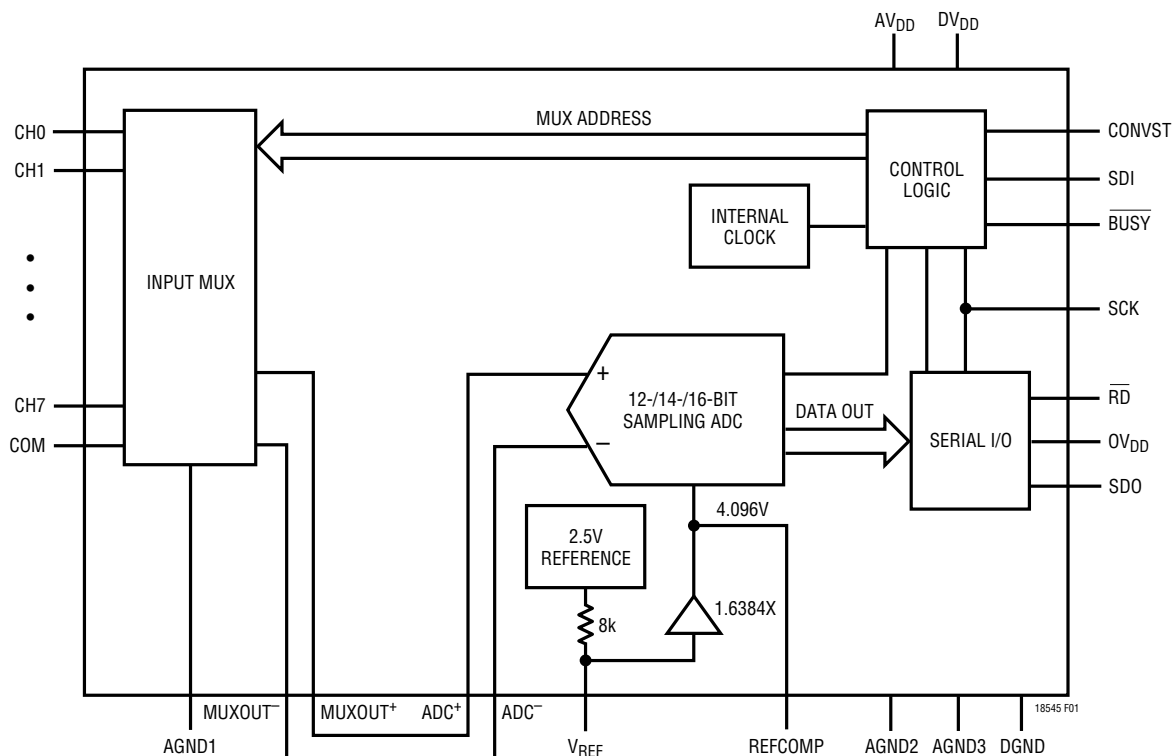 AVDD DVDD
CH0
CH1
CH7
COM
INPUT MUX
MUX ADDRESS
INTERNAL
CLOCK
CONTROL
LOGIC
CONVST
SDI
BUSY
SCK
+
12-/14-/16-BIT
SAMPLING ADC
–
DATA OUT
SERIAL I/O
RD
OVDD
SDO
4.096V
2.5V
REFERENCE
8k
1.6384X
MUXOUT– MUXOUT+ ADC+ ADC–
18545 F01
AGND1 VREF REFCOMP AGND2 AGND3 DGND